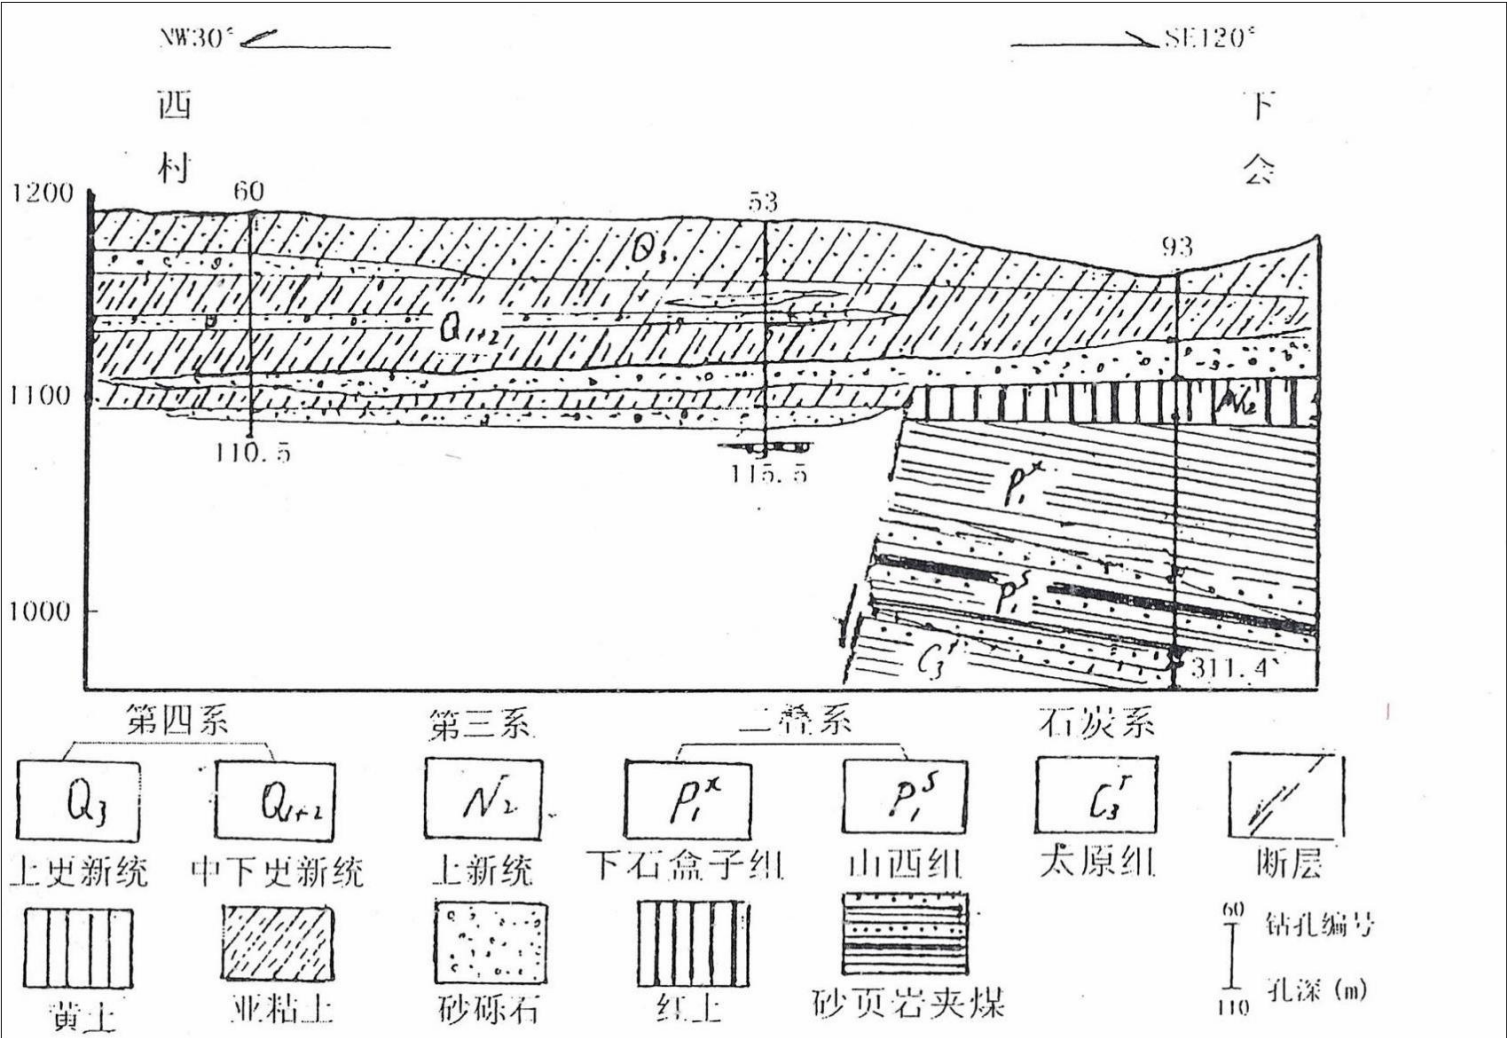 NW30° SE120°
西村
下会
1200
60
53
93
Q₃
Q₁₊₂
1100
N₂
110.5
115.5
P₁ˣ
P₁ˢ
1000
C₃ᵗ
311.4
第四系 第三系 二叠系 石炭系
Q₃ Q₁₊₂ N₂ P₁ˣ P₁ˢ C₃ᵗ
上更新统 中下更新统 上新统 下石盒子组 山西组 太原组 断层
60 钻孔编号
110 孔深(m)
黄土 亚粘土 砂砾石 红土 砂页岩夹煤